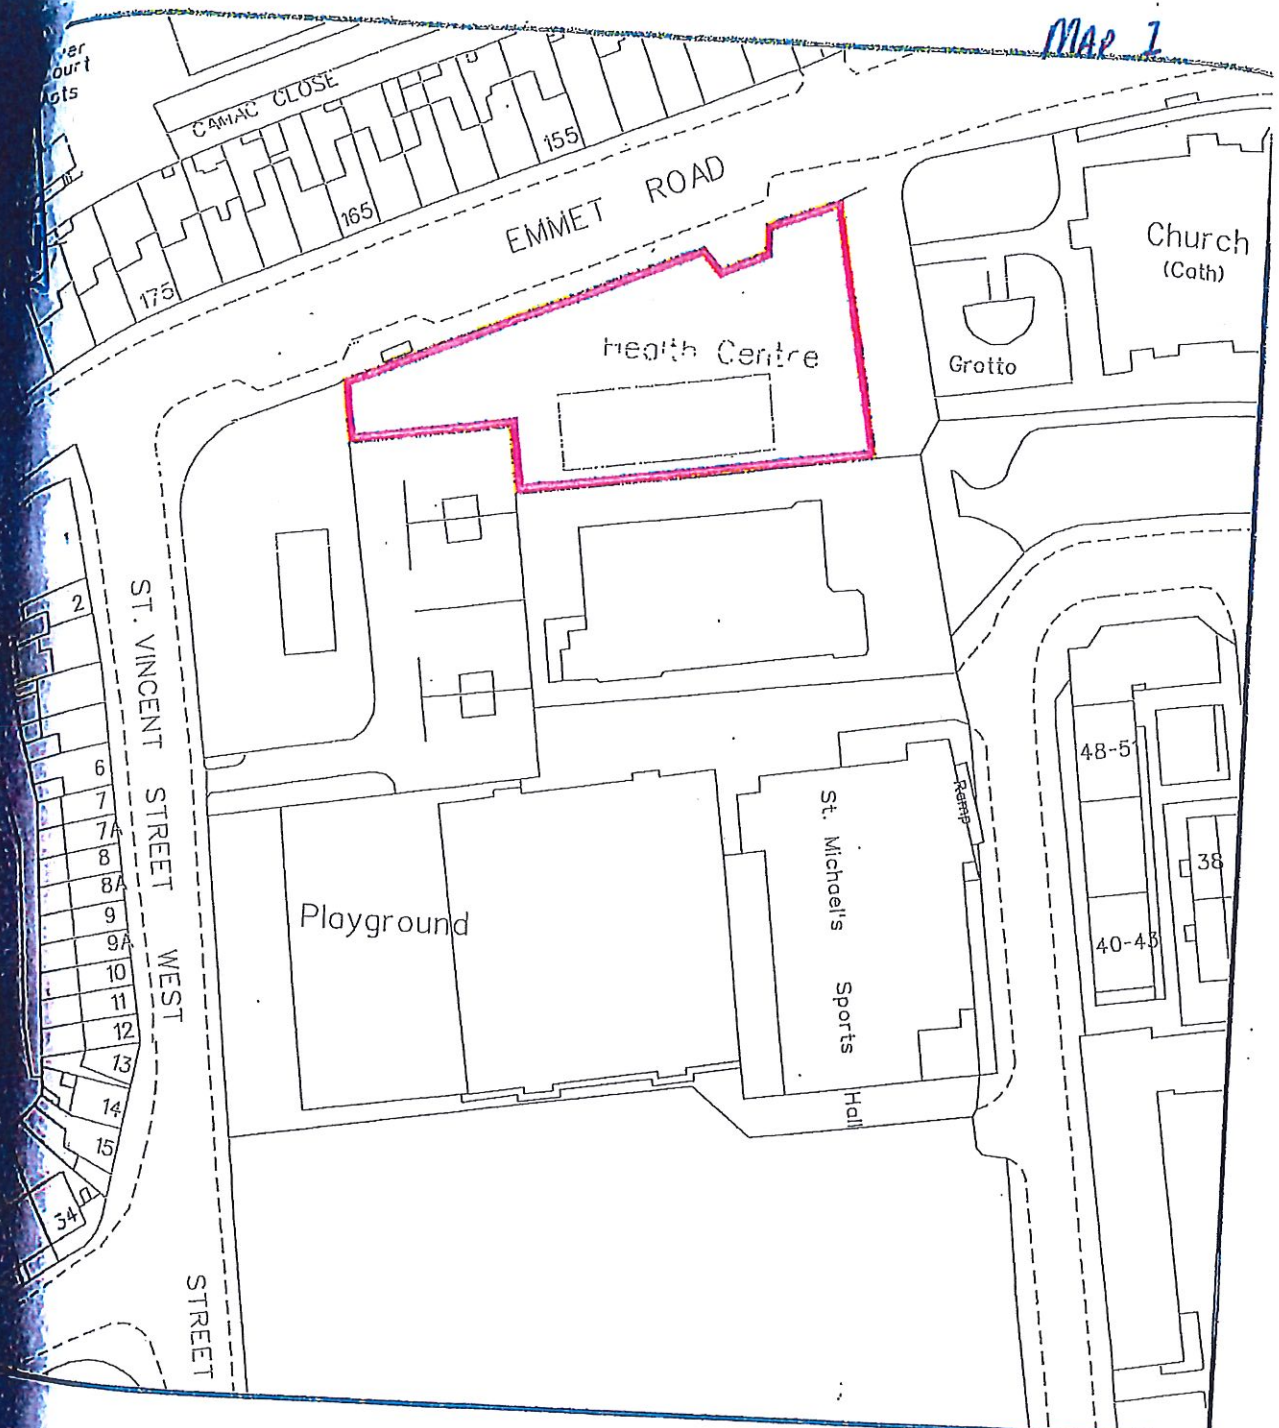 MAP 1
CAMAC CLOSE
155
165
175
EMMET ROAD
Church
(Cath)
Health Centre
Grotto
1
2
ST. VINCENT STREET WEST
6
7
7A
8
8A
9
9A
10
11
12
13
14
15
34
Playground
St. Michael's Sports Hall
Ramp
48-51
38
40-43
STREET